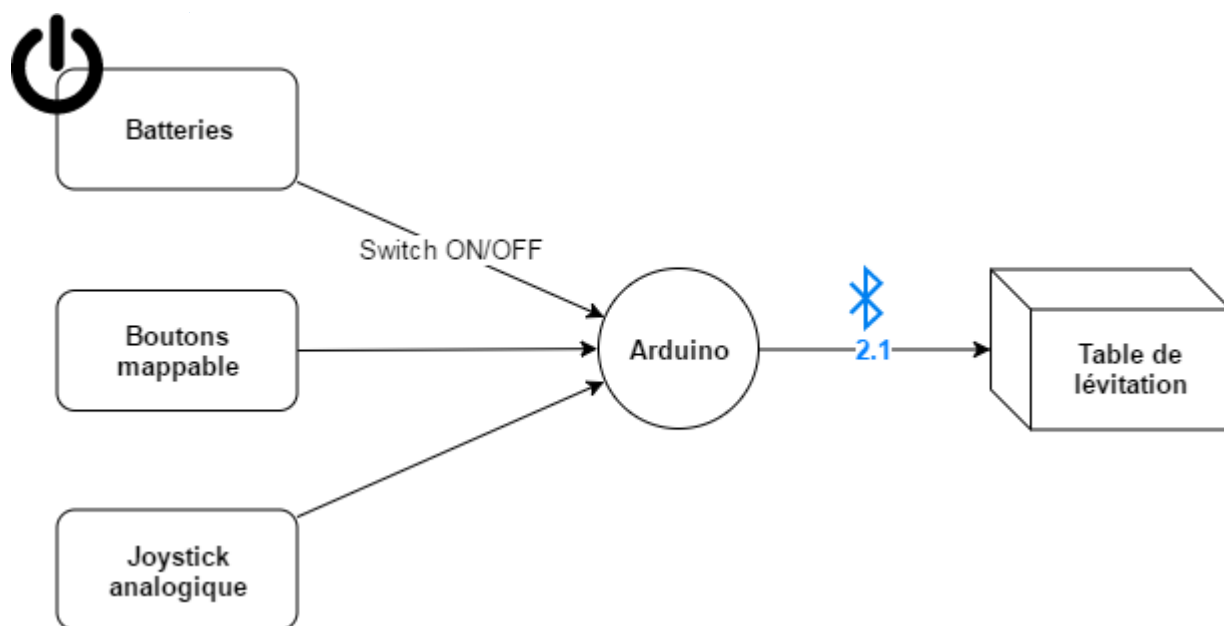 Batteries
Switch ON/OFF
Boutons
mappable
Arduino
2.1
Table de
lévitation
Joystick
analogique